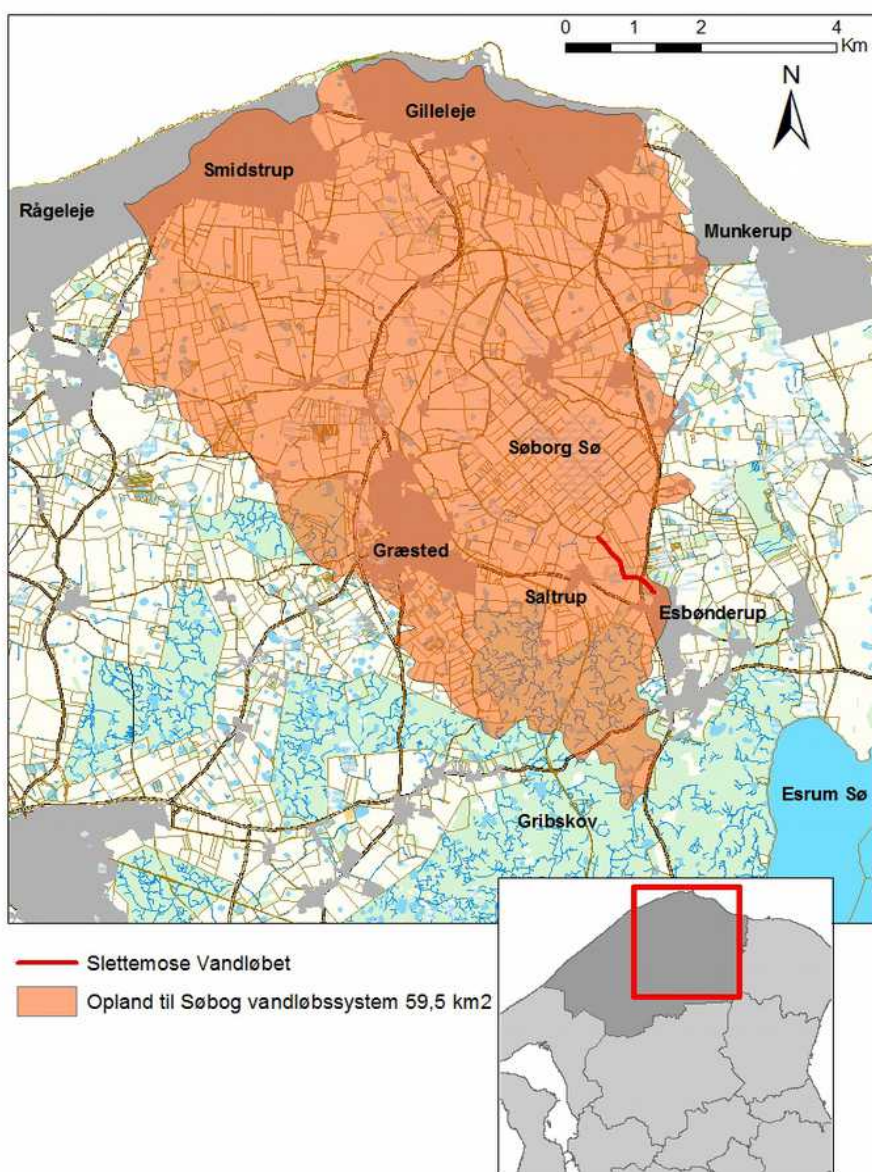 0 1 2 4
Km
N
Gilleleje
Smidstrup
Rågeleje
Munkerup
Søborg Sø
Græsted
Saltrup
Esbønderup
Esrum Sø
Gribskov
Slettemose Vandløbet
Opland til Søbog vandløbssystem 59,5 km2